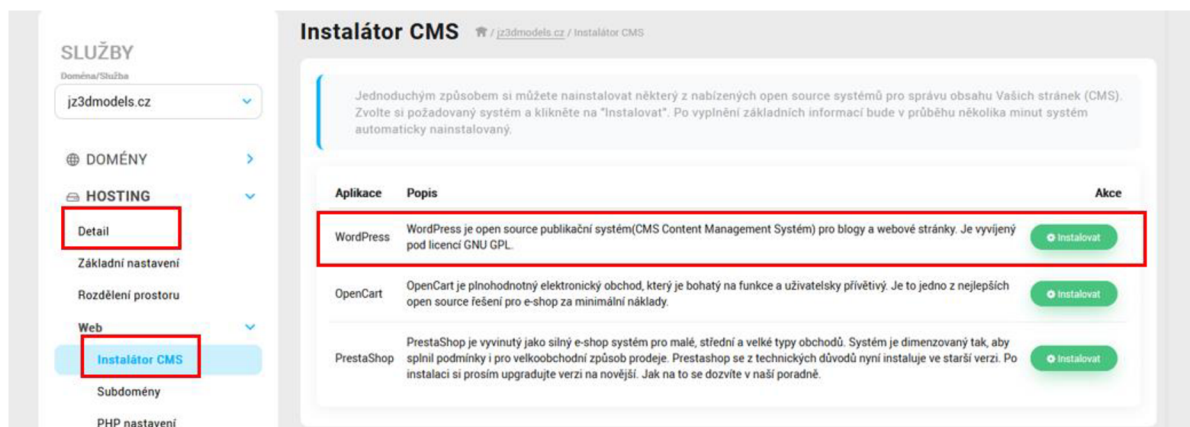 SLUŽBY
Doména/Služba
jz3dmodels.cz
DOMÉNY
HOSTING
Detail
Základní nastavení
Rozdělení prostoru
Web
Instalátor CMS
Subdomény
PHP nastavení
Instalátor CMS / jz3dmodels.cz / Instalátor CMS
Jednoduchým způsobem si můžete nainstalovat některý z nabízených open source systémů pro správu obsahu Vašich stránek (CMS).
Zvolte si požadovaný systém a klikněte na "Instalovat". Po vyplnění základních informací bude v průběhu několika minut systém
automaticky nainstalovaný.
Aplikace Popis Akce
WordPress WordPress je open source publikační systém(CMS Content Management Systém) pro blogy a webové stránky. Je vyvíjený
pod licencí GNU GPL.
Instalovat
OpenCart OpenCart je plnohodnotný elektronický obchod, který je bohatý na funkce a uživatelsky přívětivý. Je to jedno z nejlepších
open source řešení pro e-shop za minimální náklady.
Instalovat
PrestaShop je vyvinutý jako silný e-shop systém pro malé, střední a velké typy obchodů. Systém je dimenzovaný tak, aby
PrestaShop splnil podmínky i pro velkoobchodní způsob prodeje. Prestashop se z technických důvodů nyní instaluje ve starší verzi. Po
instalaci si prosím upgradujte verzi na novější. Jak na to se dozvíte v naší poradně.
Instalovat